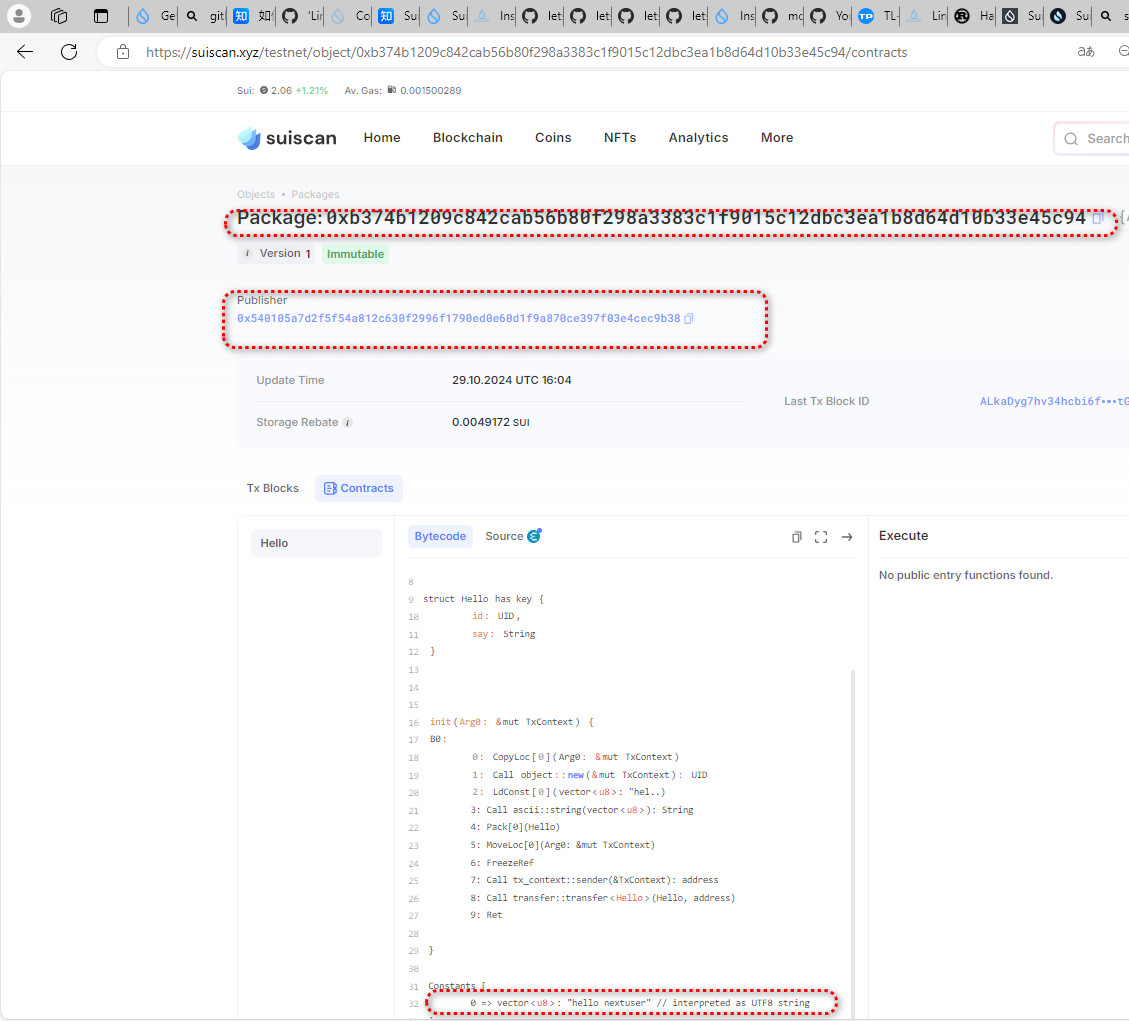 Ge
git
知 如何
'Lin
Co
知 Su
Su
Ins
let
let
let
let
Ins
mo
You
TP TL-
Lin
Ha
Su
Su
https://suiscan.xyz/testnet/object/0xb374b1209c842cab56b80f298a3383c1f9015c12dbc3ea1b8d64d10b33e45c94/contracts
aあ
Sui: 2.06 +1.21% Av. Gas: 0.001500289
suiscan Home Blockchain Coins NFTs Analytics More Search
Objects • Packages
Package: 0xb374b1209c842cab56b80f298a3383c1f9015c12dbc3ea1b8d64d10b33e45c94
i Version 1 Immutable
Publisher
0x540105a7d2f5f54a812c630f2996f1790ed0e60d1f9a870ce397f03e4cec9b38
Update Time 29.10.2024 UTC 16:04
Last Tx Block ID ALkaDyg7hv34hcbi6f•••tG
Storage Rebate i 0.0049172 SUI
Tx Blocks Contracts
Hello
Bytecode Source
Execute
No public entry functions found.
8
9 struct Hello has key {
10 id: UID,
11 say: String
12 }
13
14
15
16 init(Arg0: &mut TxContext) {
17 B0:
18 0: CopyLoc[0](Arg0: &mut TxContext)
19 1: Call object::new(&mut TxContext): UID
20 2: LdConst[0](vector<u8>: "hel..)
21 3: Call ascii::string(vector<u8>): String
22 4: Pack[0](Hello)
23 5: MoveLoc[0](Arg0: &mut TxContext)
24 6: FreezeRef
25 7: Call tx_context::sender(&TxContext): address
26 8: Call transfer::transfer<Hello>(Hello, address)
27 9: Ret
28
29 }
30
31 Constants [
32 0 => vector<u8>: "hello nextuser" // interpreted as UTF8 string